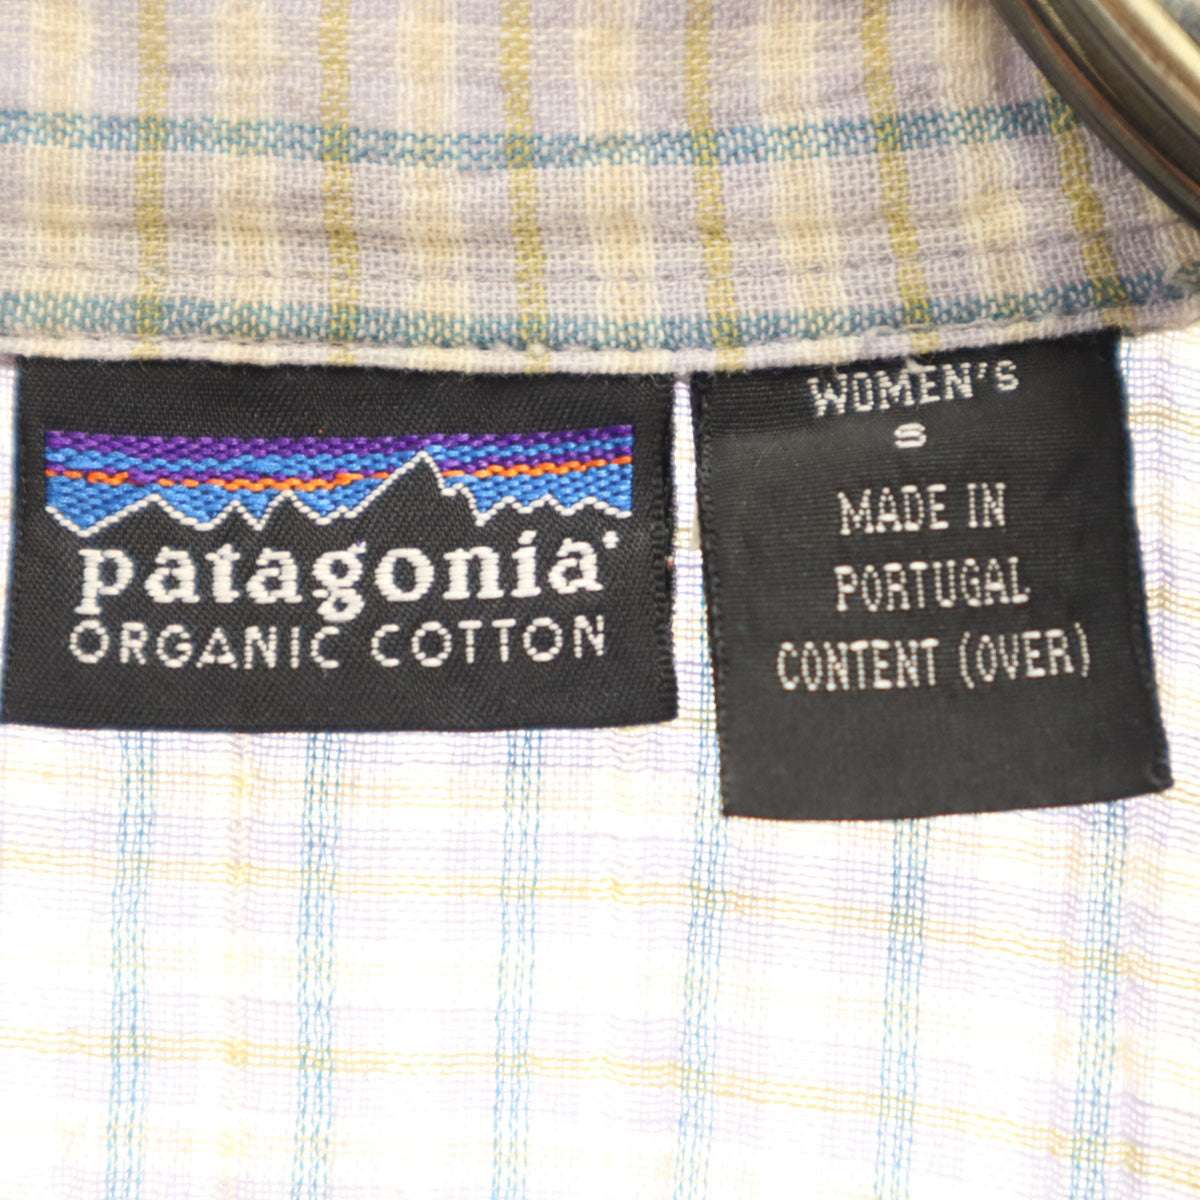 patagonia
ORGANIC COTTON
WOMEN'S
S
MADE IN
PORTUGAL
CONTENT (OVER)